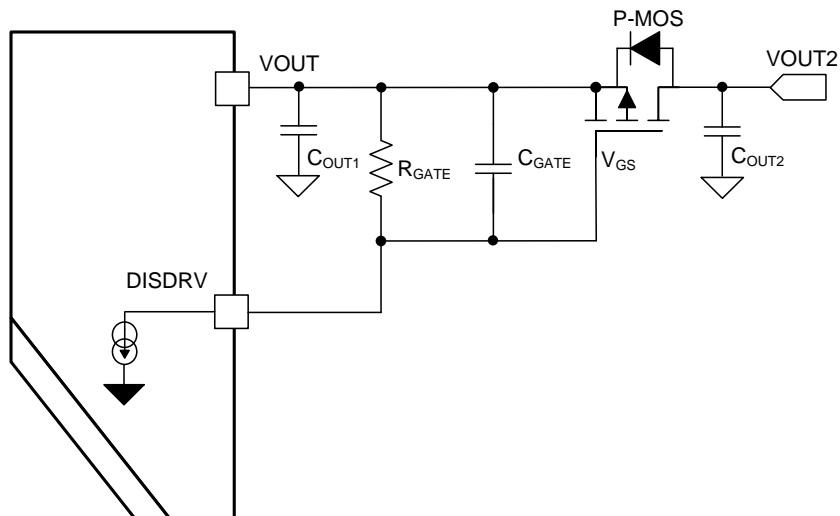 P-MOS
VOUT
VOUT2
COUT1
RGATE
CGATE
VGS
COUT2
DISDRV